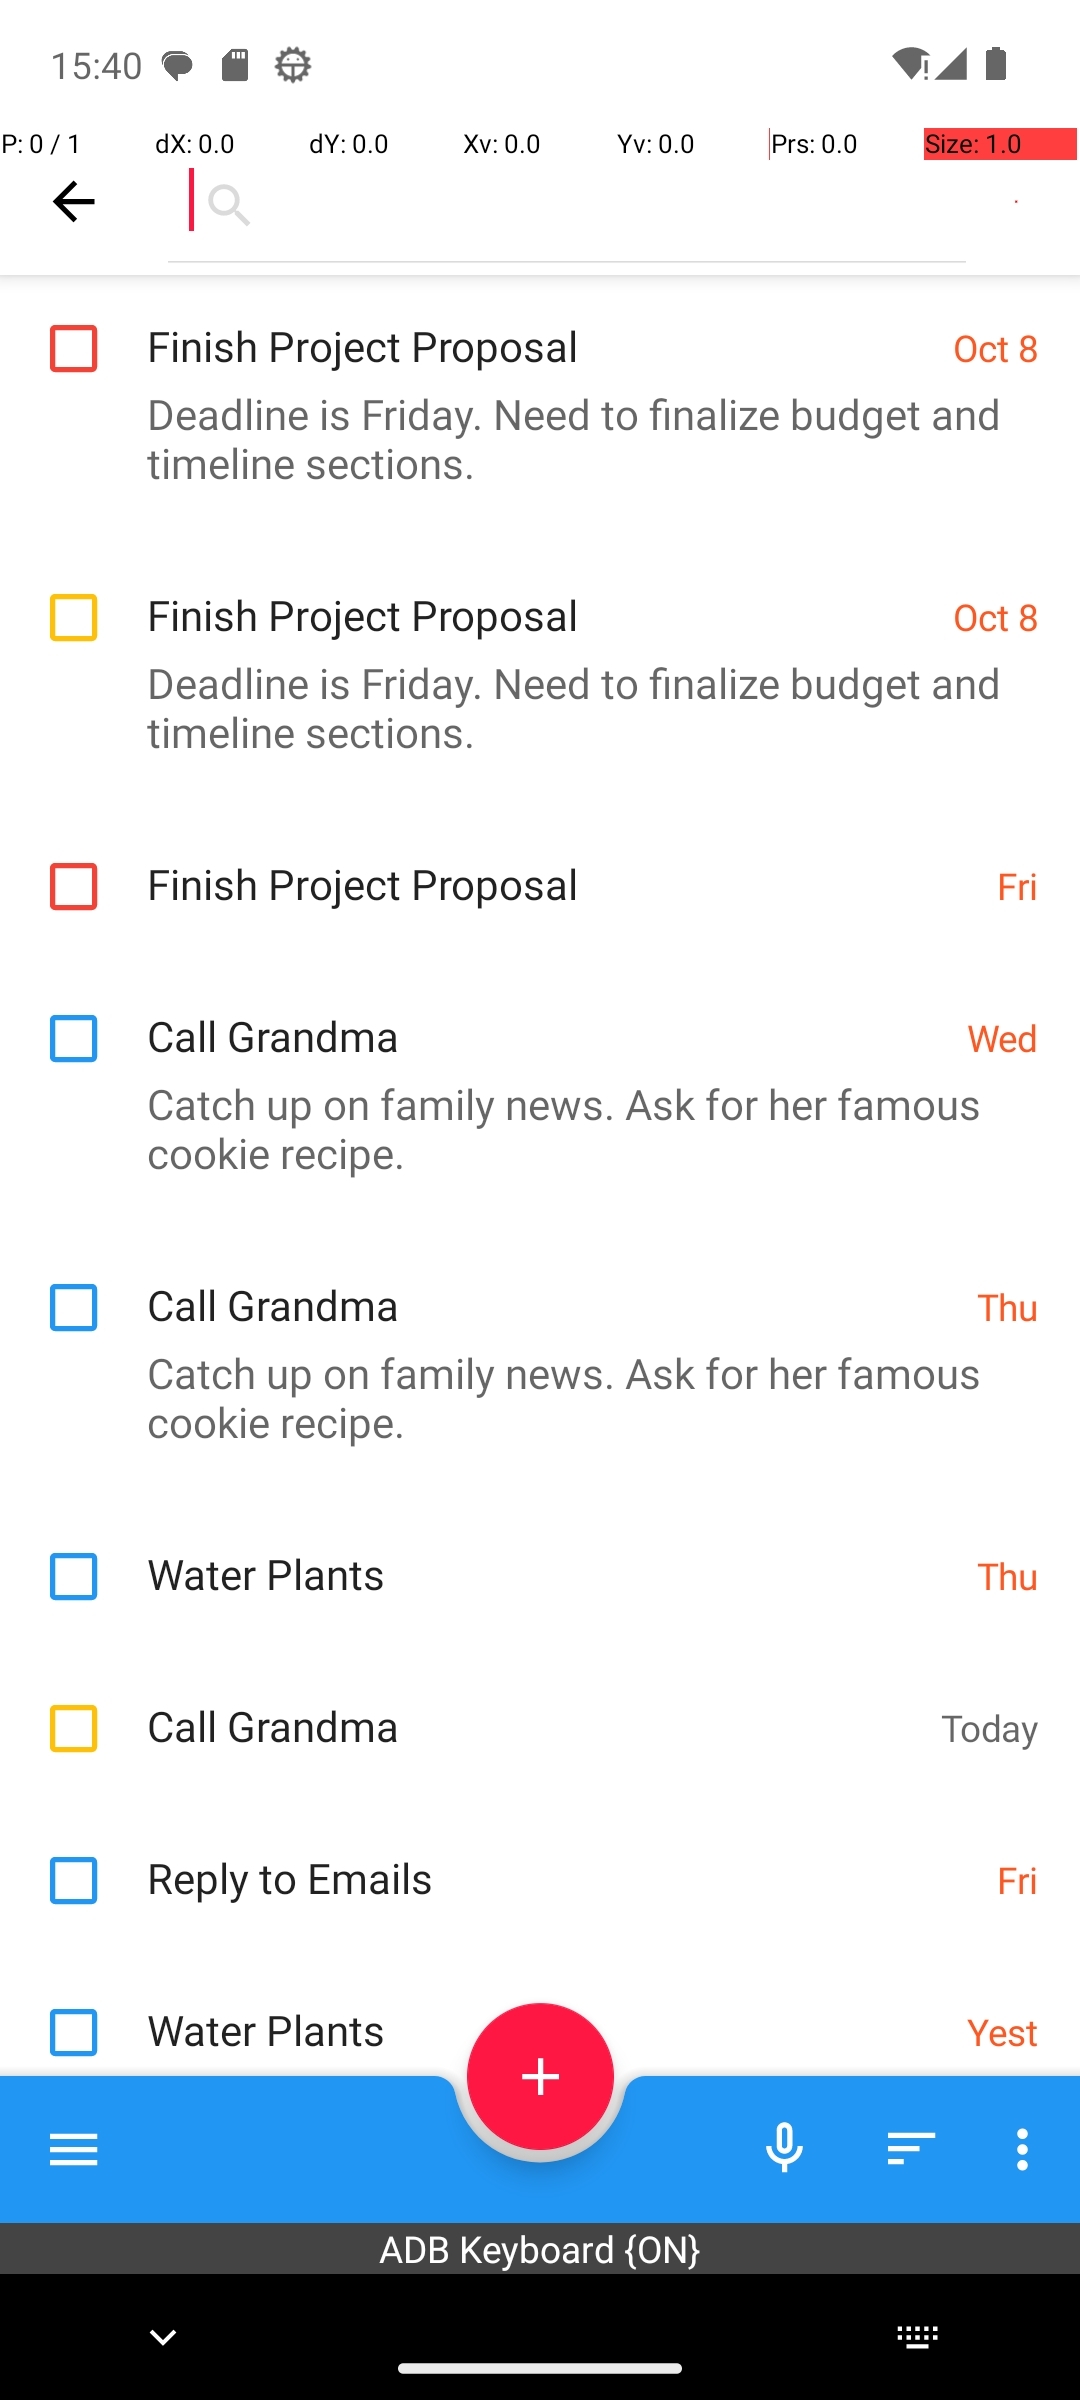 15:40
P: 0 / 1 dX: 0.0 dY: 0.0 Xv: 0.0 Yv: 0.0 Prs: 0.0 Size: 1.0
Finish Project Proposal Oct 8
Deadline is Friday. Need to finalize budget and
timeline sections.
Finish Project Proposal Oct 8
Deadline is Friday. Need to finalize budget and
timeline sections.
Finish Project Proposal Fri
Call Grandma Wed
Catch up on family news. Ask for her famous
cookie recipe.
Call Grandma Thu
Catch up on family news. Ask for her famous
cookie recipe.
Water Plants Thu
Call Grandma Today
Reply to Emails Fri
Water Plants Yest
ADB Keyboard {ON}